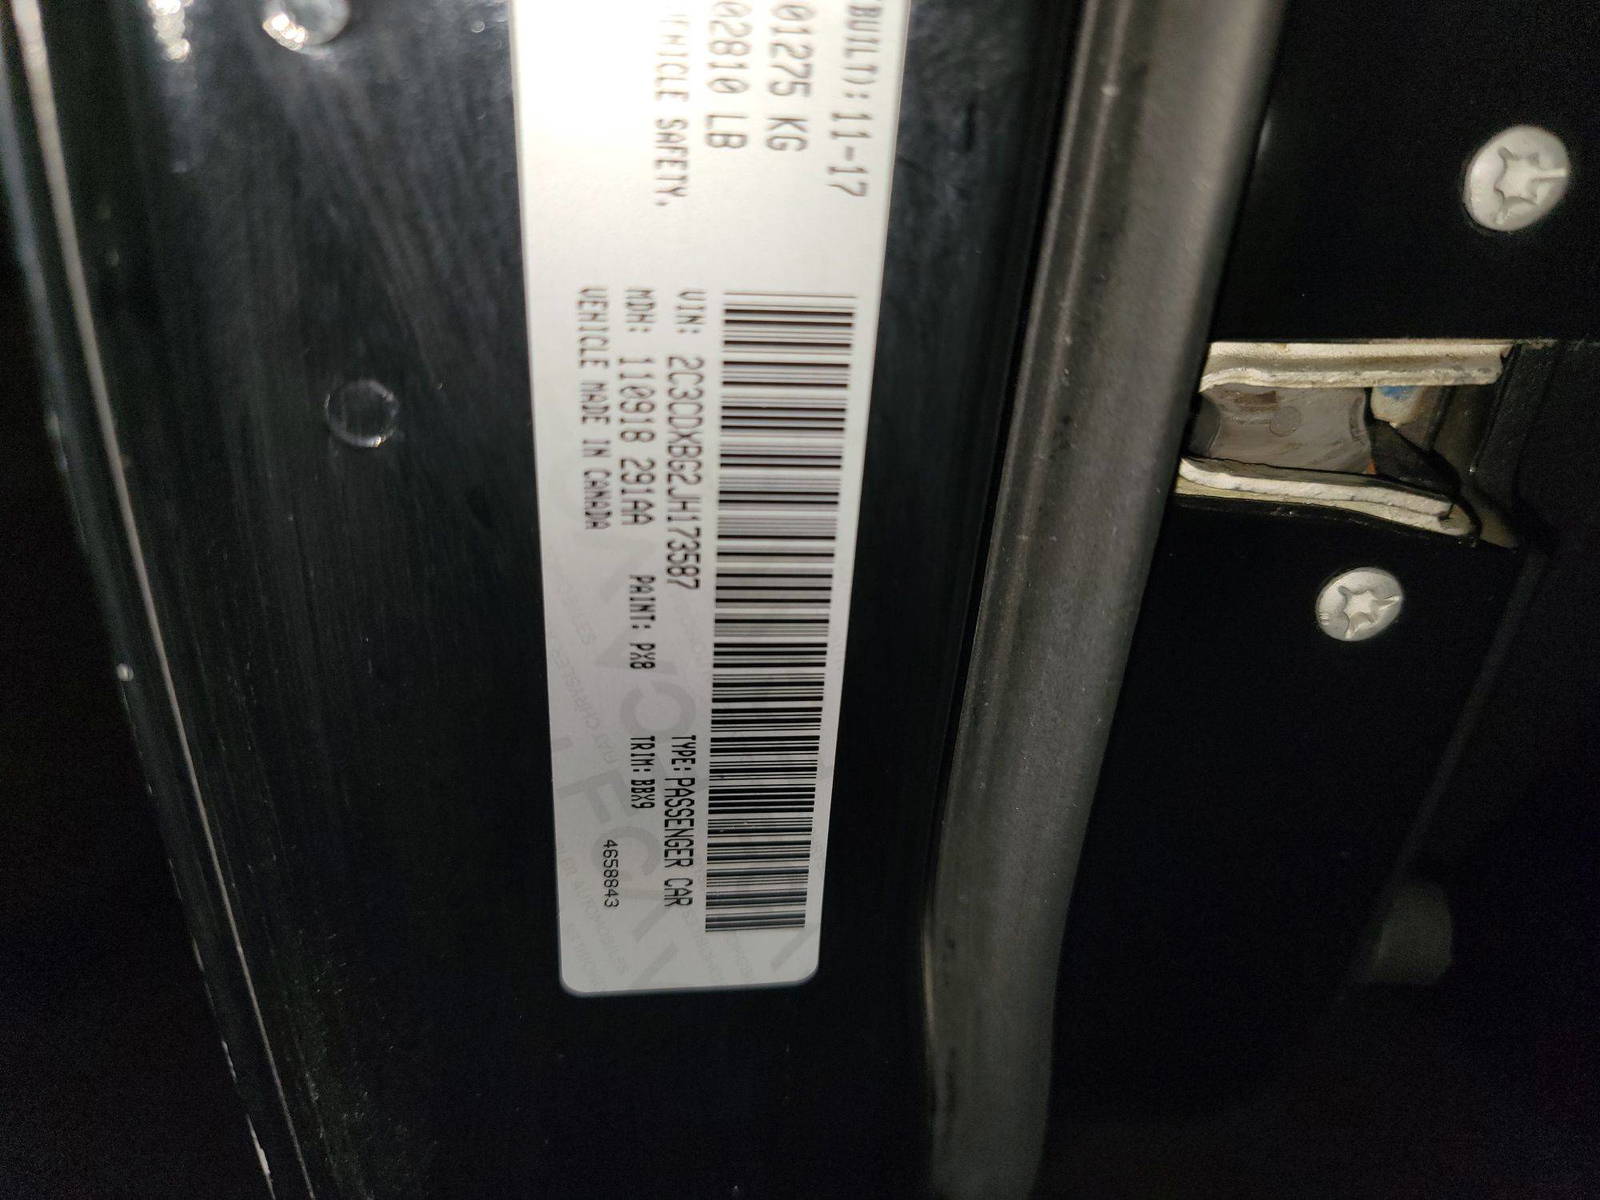 BUILT): 11-17
01275 KG
02810 LB
VEHICLE SAFETY,
VIN: 2C3CDXBG2JH173587
TYPE: PASSENGER CAR
MDH: 110918 291AA PAINT: PX8 TRIM: BBX9
VEHICLE MADE IN CANADA
4658843